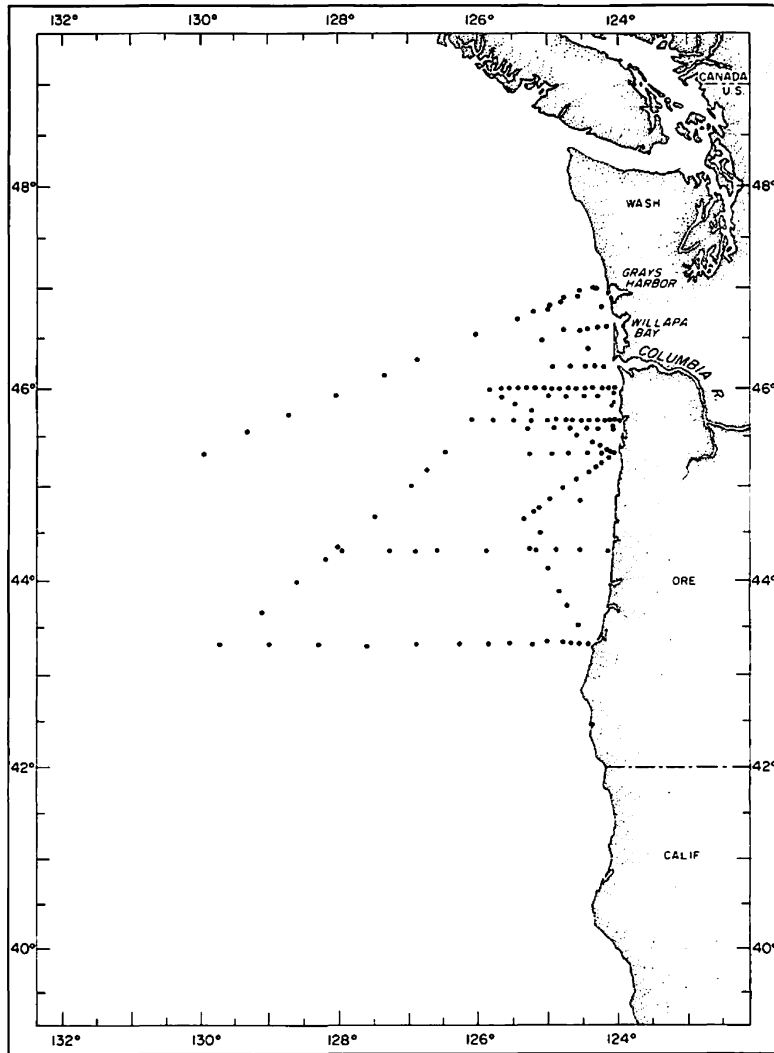 132° 130° 128° 126° 124°
CANADA
U.S.
48° 48°
WASH
GRAYS
HARBOR
WILLAPA
BAY
COLUMBIA R.
46° 46°
44° 44°
ORE
42° 42°
CALIF
40° 40°
132° 130° 128° 126° 124°